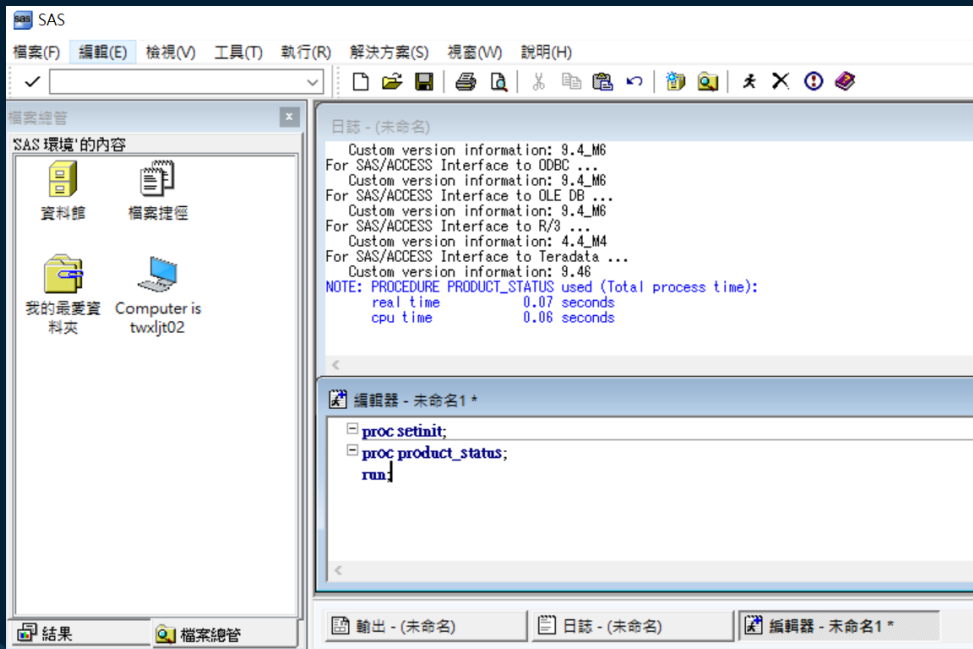 SAS
檔案(F) 編輯(E) 檢視(V) 工具(T) 執行(R) 解決方案(S) 視窗(W) 說明(H)
檔案總管
'SAS 環境'的內容
資料館
檔案捷徑
我的最愛資料夾
Computer is twxljt02
結果
檔案總管
日誌 - (未命名)
Custom version information: 9.4_M6
For SAS/ACCESS Interface to ODBC ...
Custom version information: 9.4_M6
For SAS/ACCESS Interface to OLE DB ...
Custom version information: 9.4_M6
For SAS/ACCESS Interface to R/3 ...
Custom version information: 4.4_M4
For SAS/ACCESS Interface to Teradata ...
Custom version information: 9.46
NOTE: PROCEDURE PRODUCT_STATUS used (Total process time):
real time 0.07 seconds
cpu time 0.06 seconds
編輯器 - 未命名1 *
proc setinit;
proc product_status;
run;
輸出 - (未命名)
日誌 - (未命名)
編輯器 - 未命名1 *